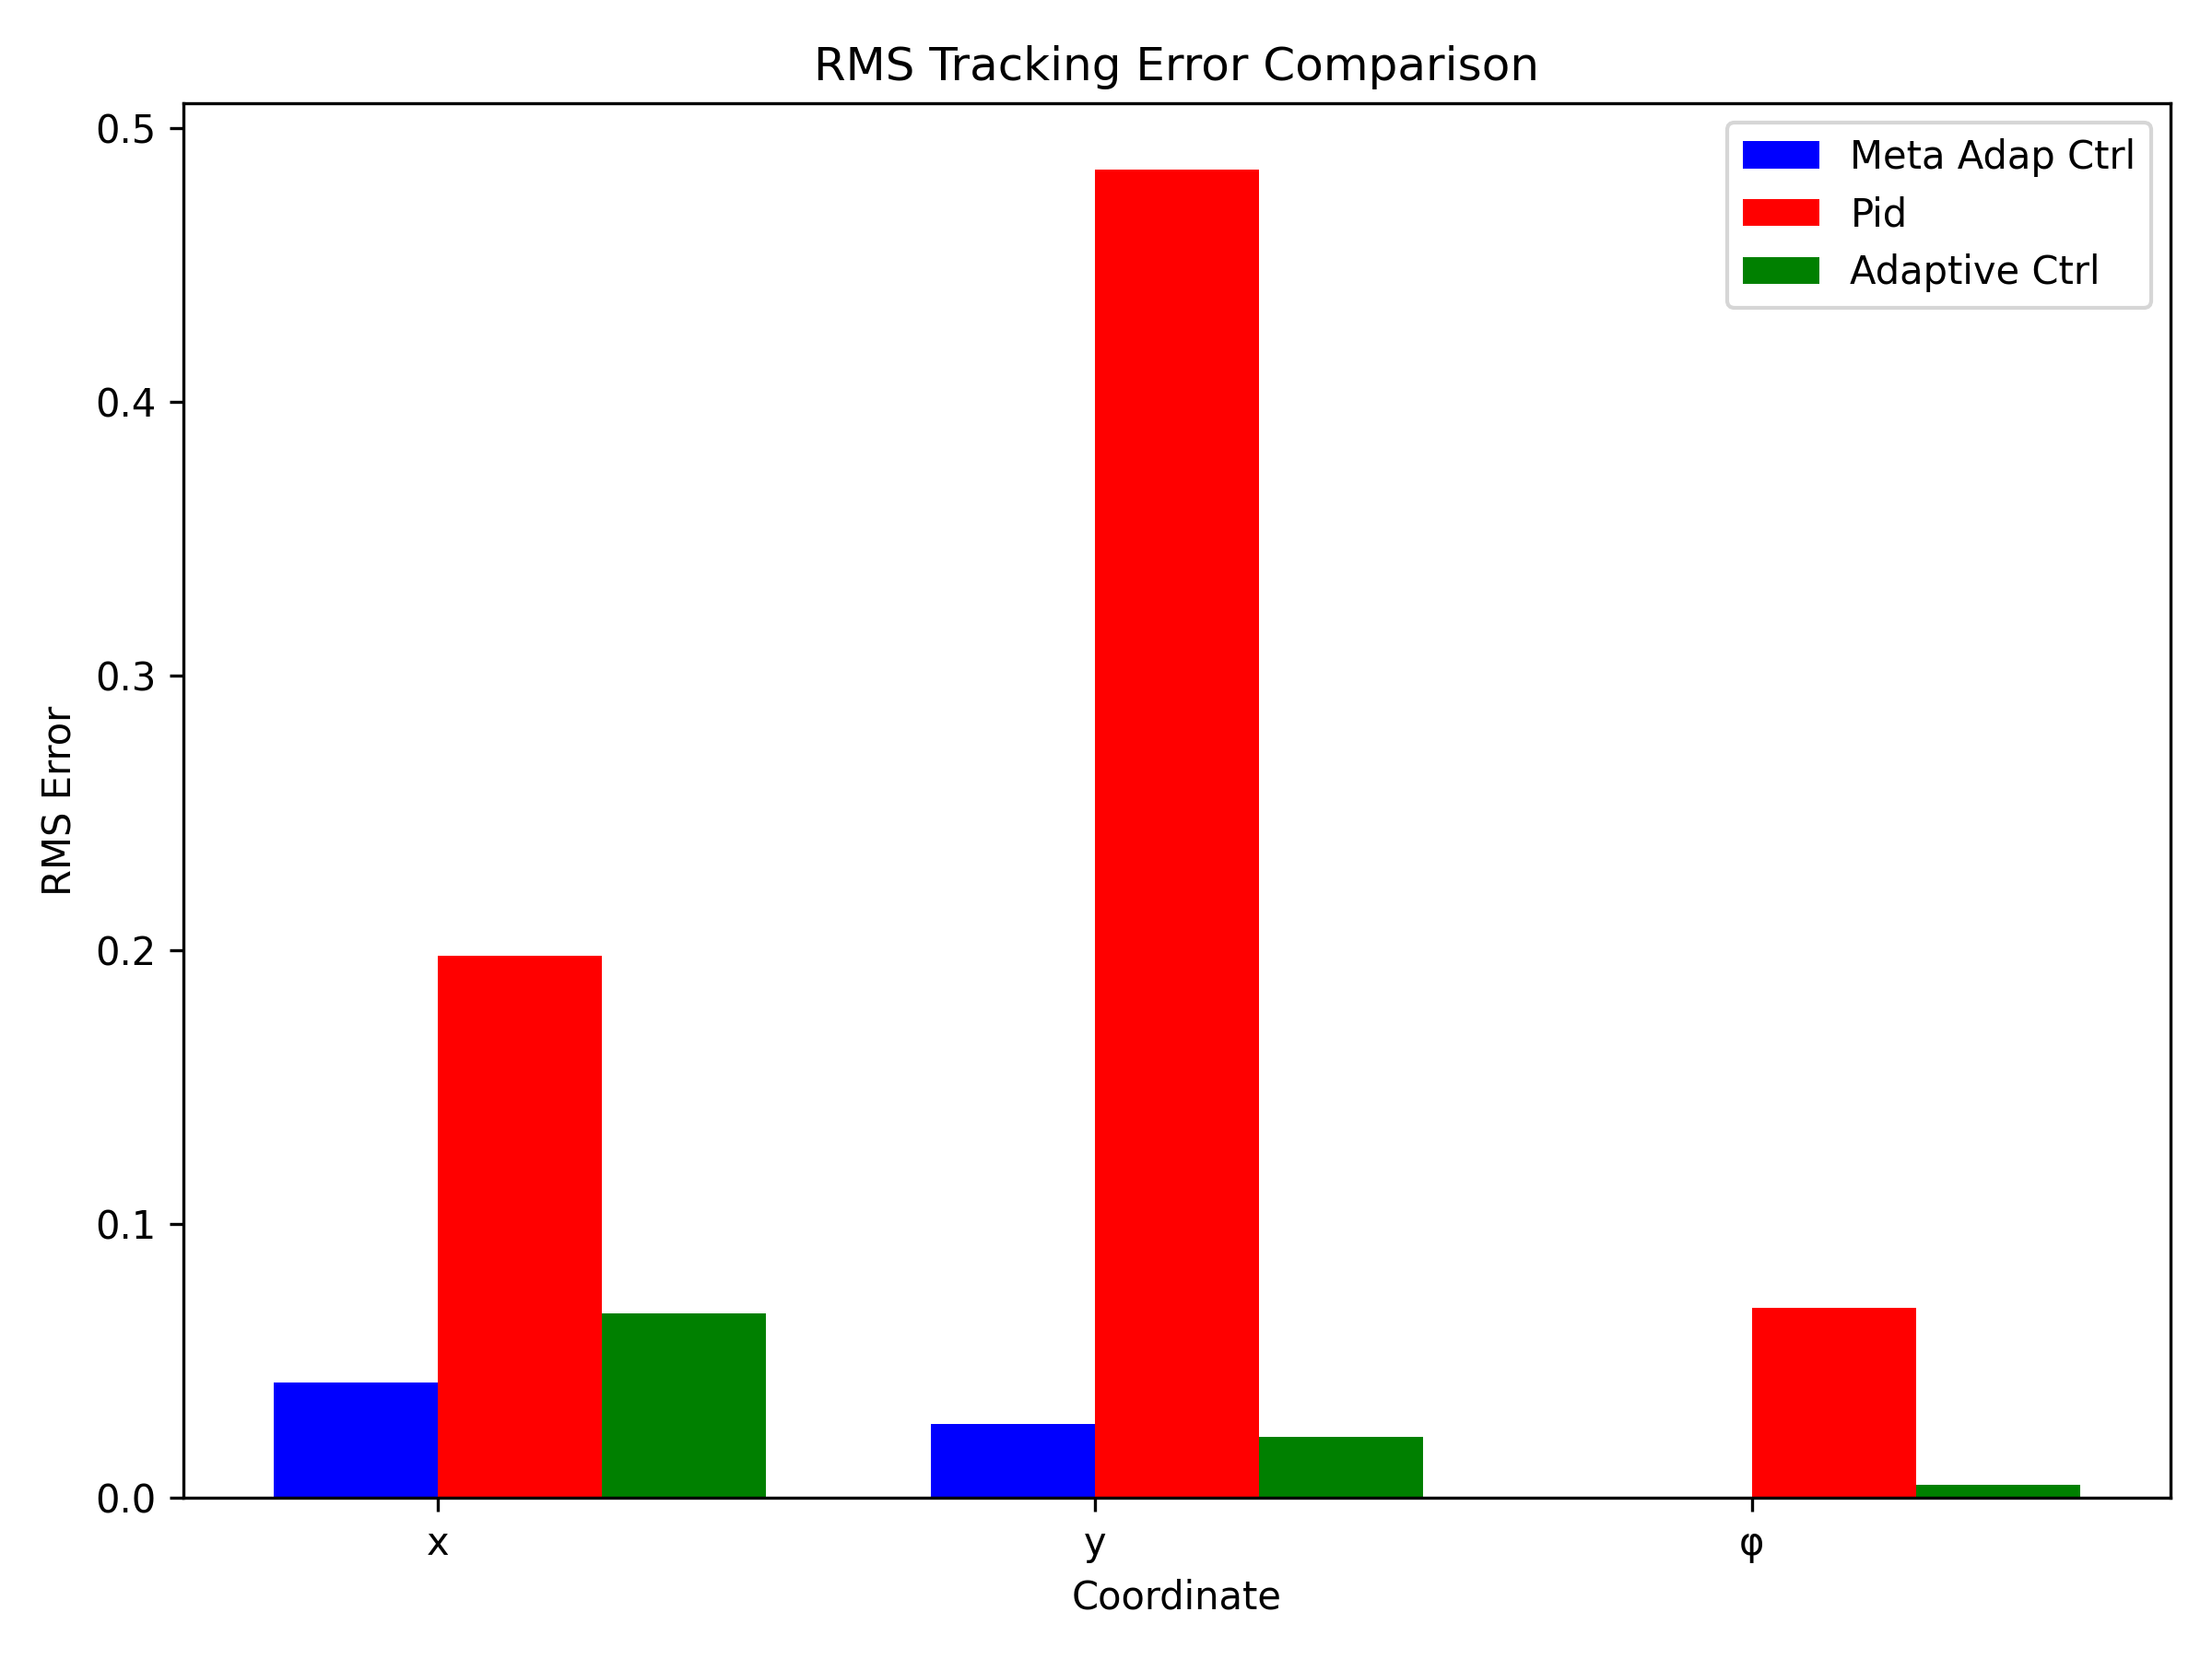 RMS Tracking Error Comparison
Meta Adap Ctrl
Pid
Adaptive Ctrl
0.5
0.4
0.3
0.2
0.1
0.0
RMS Error
x
y
φ
Coordinate